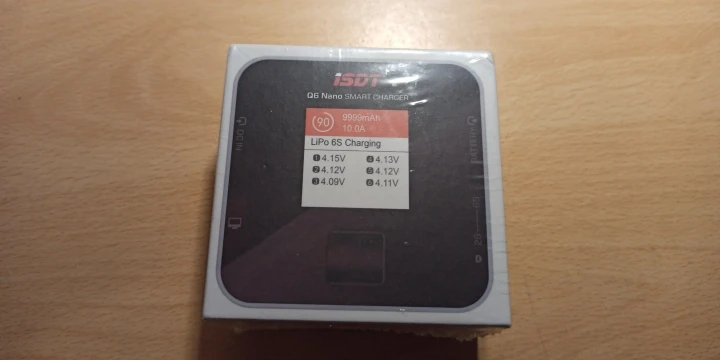 iSDT
Q6 Nano SMART CHARGER
90 9999mAh
10.0A
LiPo 6S Charging
1 4.15V 4 4.13V
2 4.12V 5 4.12V
3 4.09V 6 4.11V
DC IN
BATTERY
2S